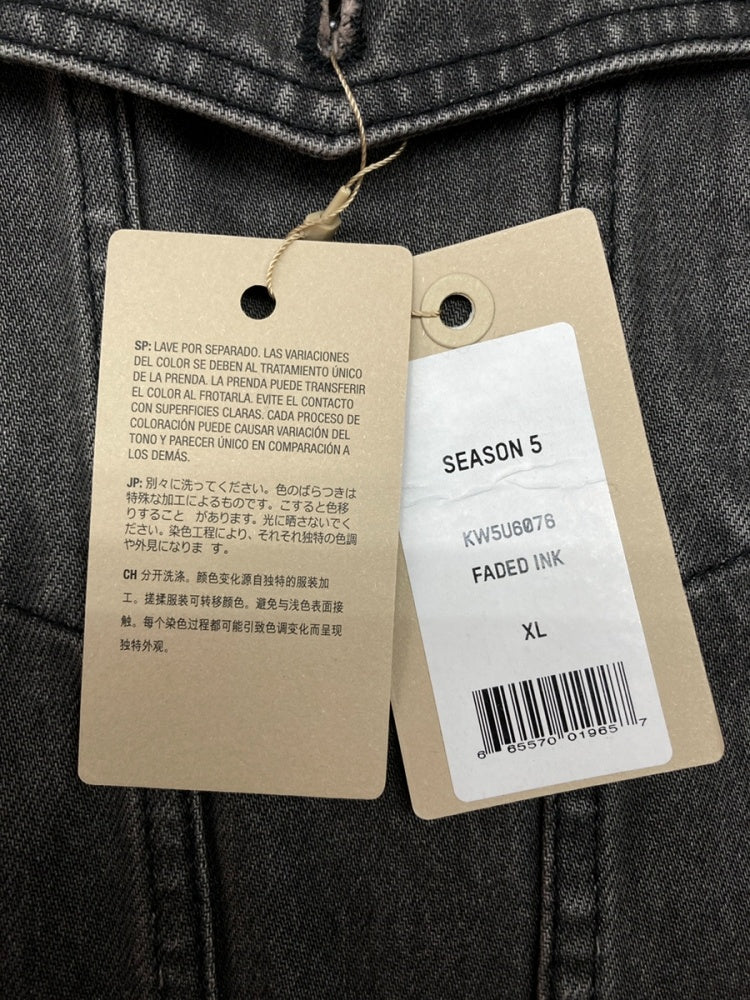 SP: LAVE POR SEPARADO. LAS VARIACIONES
DEL COLOR SE DEBEN AL TRATAMIENTO ÚNICO
DE LA PRENDA. LA PRENDA PUEDE TRANSFERIR
EL COLOR AL FROTARLA. EVITE EL CONTACTO
CON SUPERFICIES CLARAS. CADA PROCESO DE
COLORACIÓN PUEDE CAUSAR VARIACIÓN DEL
TONO Y PARECER ÚNICO EN COMPARACIÓN A
LOS DEMÁS.
JP: 別々に洗ってください。色のばらつきは
特殊な加工によるものです。こすると色移
りすること があります。光に晒さないでく
ださい。染色工程により、それそれ独特の色調
や外見になりま す。
CH 分开洗涤。颜色变化源自独特的服装加
工。搓揉服装可转移颜色。避免与浅色表面接
触。每个染色过程都可能引致色调变化而呈现
独特外观。
SEASON 5
KW5U6076
FADED INK
XL
6 65570 01965 7